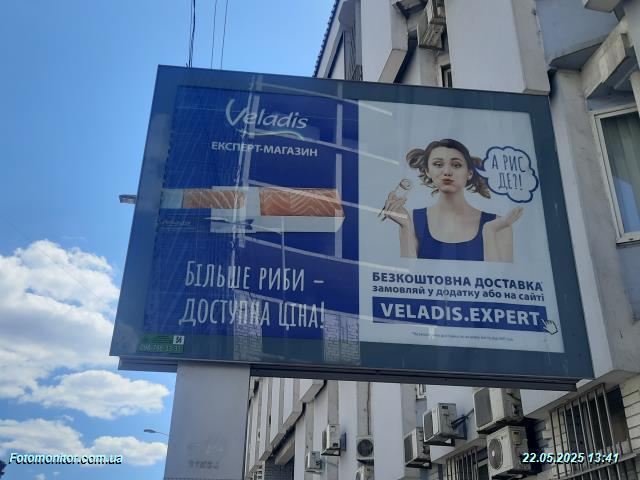 Veladis
ЕКСПЕРТ-МАГАЗИН
БІЛЬШЕ РИБИ –
ДОСТУПНА ЦІНА!
А РИС
ДЕ?!
БЕЗКОШТОВНА ДОСТАВКА
ЗАМОВЛЯЙ У ДОДАТКУ АБО НА САЙТІ
VELADIS.EXPERT
Fotomonitor.com.ua
22.05.2025 13:41